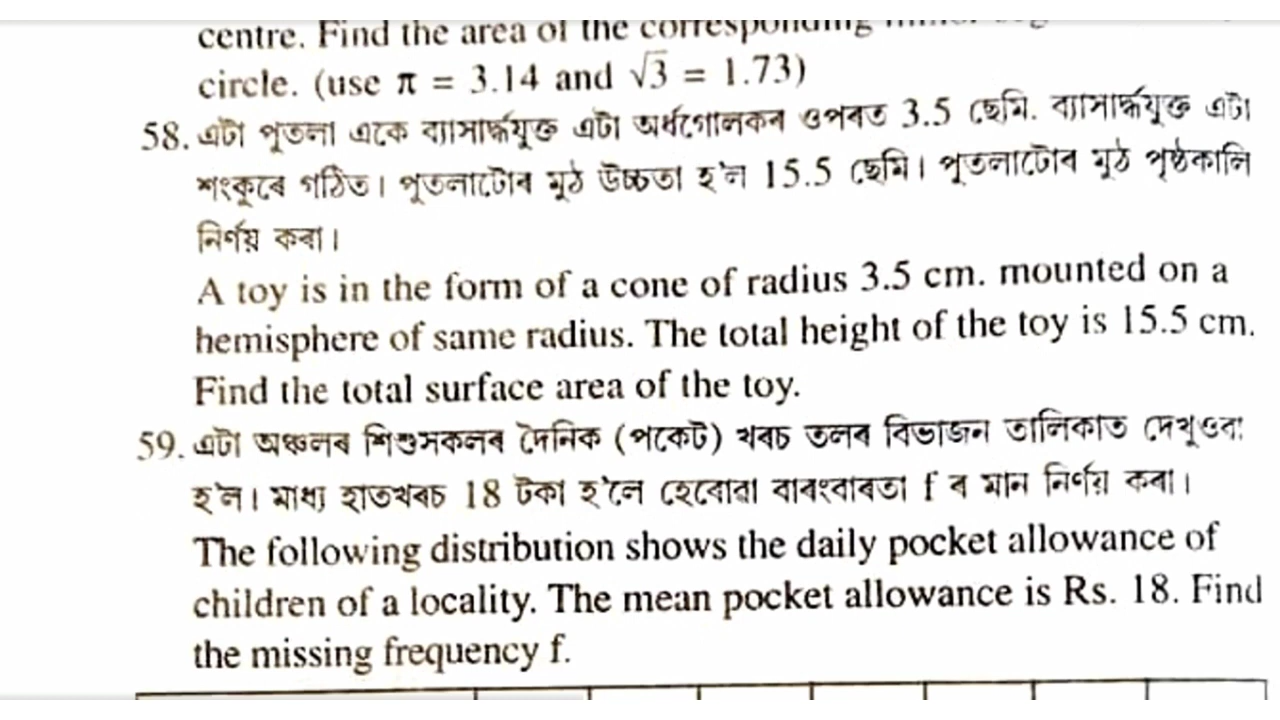 centre. Find the area of the corresponding
circle. (use π = 3.14 and √3 = 1.73)
58. এটা পুতলা একে ব্যাসাৰ্দ্ধযুক্ত এটা অৰ্ধগোলকৰ ওপৰত 3.5 ছেমি. ব্যাসাৰ্দ্ধযুক্ত এটা
শংকুৰে গঠিত। পুতলাটোৰ মুঠ উচ্চতা হ'ল 15.5 ছেমি। পুতলাটোৰ মুঠ পৃষ্ঠকালি
নিৰ্ণয় কৰা।
A toy is in the form of a cone of radius 3.5 cm. mounted on a
hemisphere of same radius. The total height of the toy is 15.5 cm.
Find the total surface area of the toy.
59. এটা অঞ্চলৰ শিশুসকলৰ দৈনিক (পকেট) খৰচ তলৰ বিভাজন তালিকাত দেখুওৱা
হ'ল। মাধ্য হাতখৰচ 18 টকা হ'লে হেৰোৱা বাৰংবাৰতা f ৰ মান নিৰ্ণয় কৰা।
The following distribution shows the daily pocket allowance of
children of a locality. The mean pocket allowance is Rs. 18. Find
the missing frequency f.